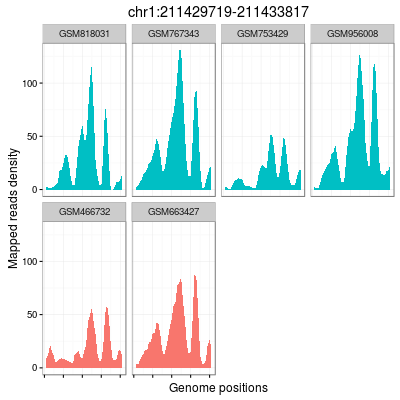 chr1:211429719-211433817
GSM818031 GSM767343 GSM753429 GSM956008
100
50
0
GSM466732 GSM663427
100
50
0
Mapped reads density
Genome positions